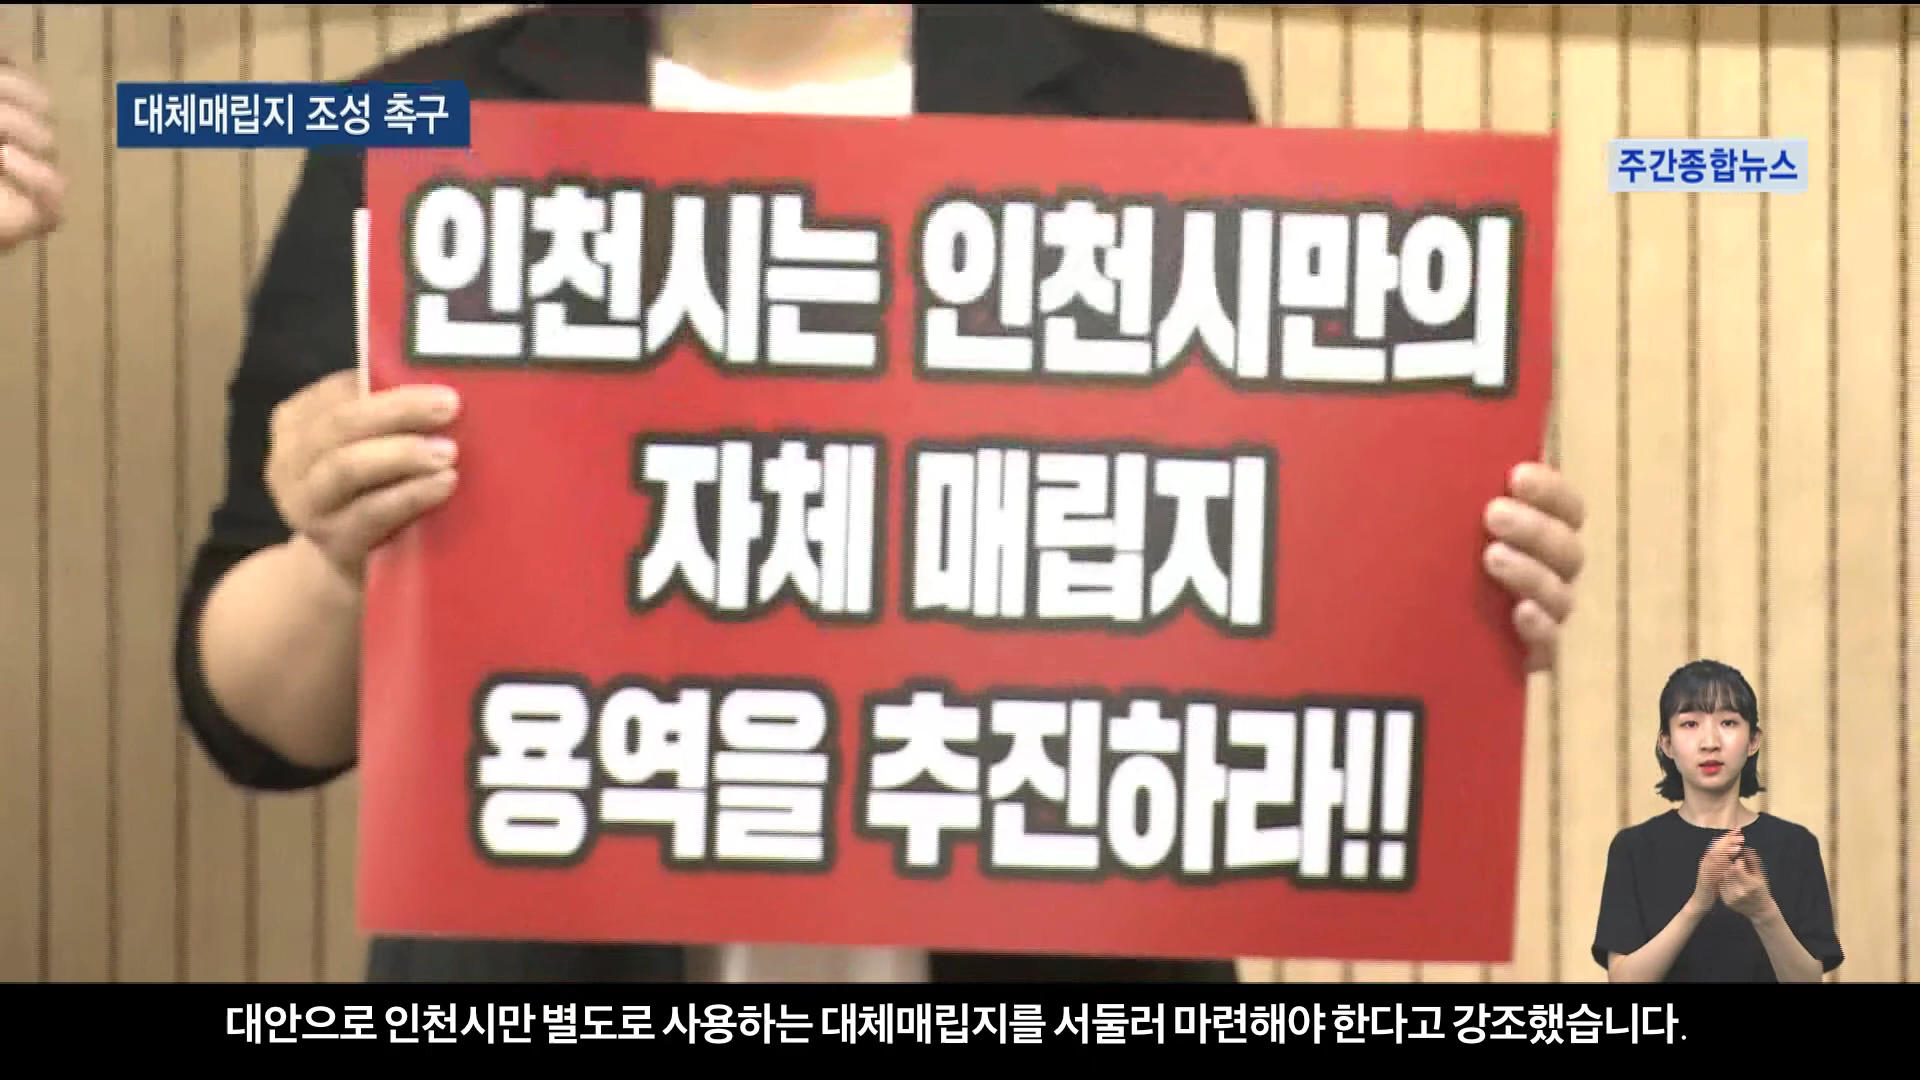 대체매립지 조성 촉구
주간종합뉴스
인천시는 인천시만의
자체 매립지
용역을 추진하라!!
대안으로 인천시만 별도로 사용하는 대체매립지를 서둘러 마련해야 한다고 강조했습니다.